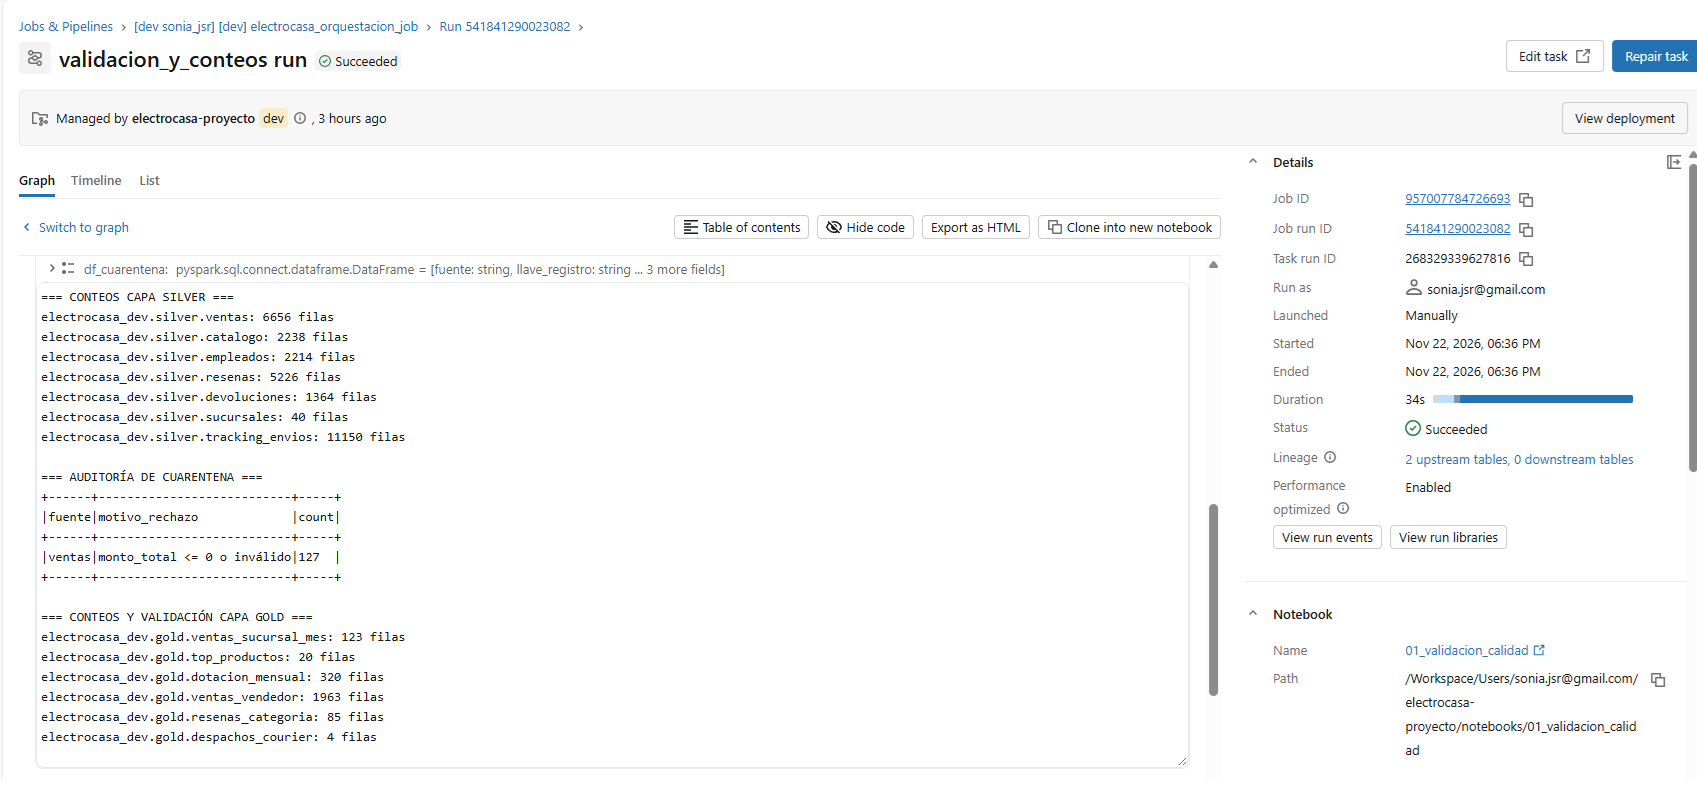 Jobs & Pipelines > [dev sonia_jsr] [dev] electrocasa_orquestacion_job > Run 541841290023082 >
validacion_y_conteos run Succeeded
Edit task
Repair task
Managed by electrocasa-proyecto dev , 3 hours ago
View deployment
Graph Timeline List
Switch to graph
Table of contents
Hide code
Export as HTML
Clone into new notebook
df_cuarentena: pyspark.sql.connect.dataframe.DataFrame = [fuente: string, llave_registro: string ... 3 more fields]
=== CONTEOS CAPA SILVER ===
electrocasa_dev.silver.ventas: 6656 filas
electrocasa_dev.silver.catalogo: 2238 filas
electrocasa_dev.silver.empleados: 2214 filas
electrocasa_dev.silver.resenas: 5226 filas
electrocasa_dev.silver.devoluciones: 1364 filas
electrocasa_dev.silver.sucursales: 40 filas
electrocasa_dev.silver.tracking_envios: 11150 filas
=== AUDITORÍA DE CUARENTENA ===
+------+---------------------------+-----+
|fuente|motivo_rechazo             |count|
+------+---------------------------+-----+
|ventas|monto_total <= 0 o inválido|127  |
+------+---------------------------+-----+
=== CONTEOS Y VALIDACIÓN CAPA GOLD ===
electrocasa_dev.gold.ventas_sucursal_mes: 123 filas
electrocasa_dev.gold.top_productos: 20 filas
electrocasa_dev.gold.dotacion_mensual: 320 filas
electrocasa_dev.gold.ventas_vendedor: 1963 filas
electrocasa_dev.gold.resenas_categoria: 85 filas
electrocasa_dev.gold.despachos_courier: 4 filas
Details
Job ID 957007784726693
Job run ID 541841290023082
Task run ID 268329339627816
Run as sonia.jsr@gmail.com
Launched Manually
Started Nov 22, 2026, 06:36 PM
Ended Nov 22, 2026, 06:36 PM
Duration 34s
Status Succeeded
Lineage 2 upstream tables, 0 downstream tables
Performance Enabled
optimized
View run events
View run libraries
Notebook
Name 01_validacion_calidad
Path /Workspace/Users/sonia.jsr@gmail.com/
electrocasa-
proyecto/notebooks/01_validacion_calid
ad